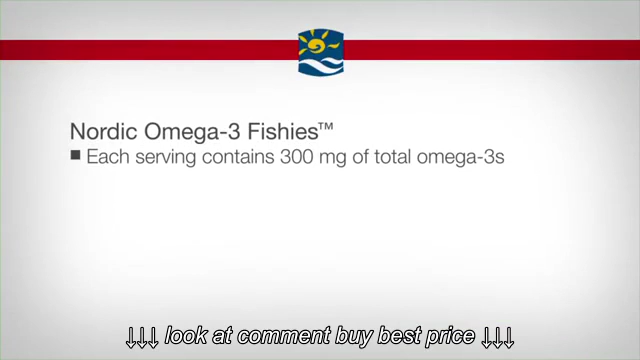 Nordic Omega-3 Fishies™
■ Each serving contains 300 mg of total omega-3s
↓↓↓ look at comment buy best price ↓↓↓